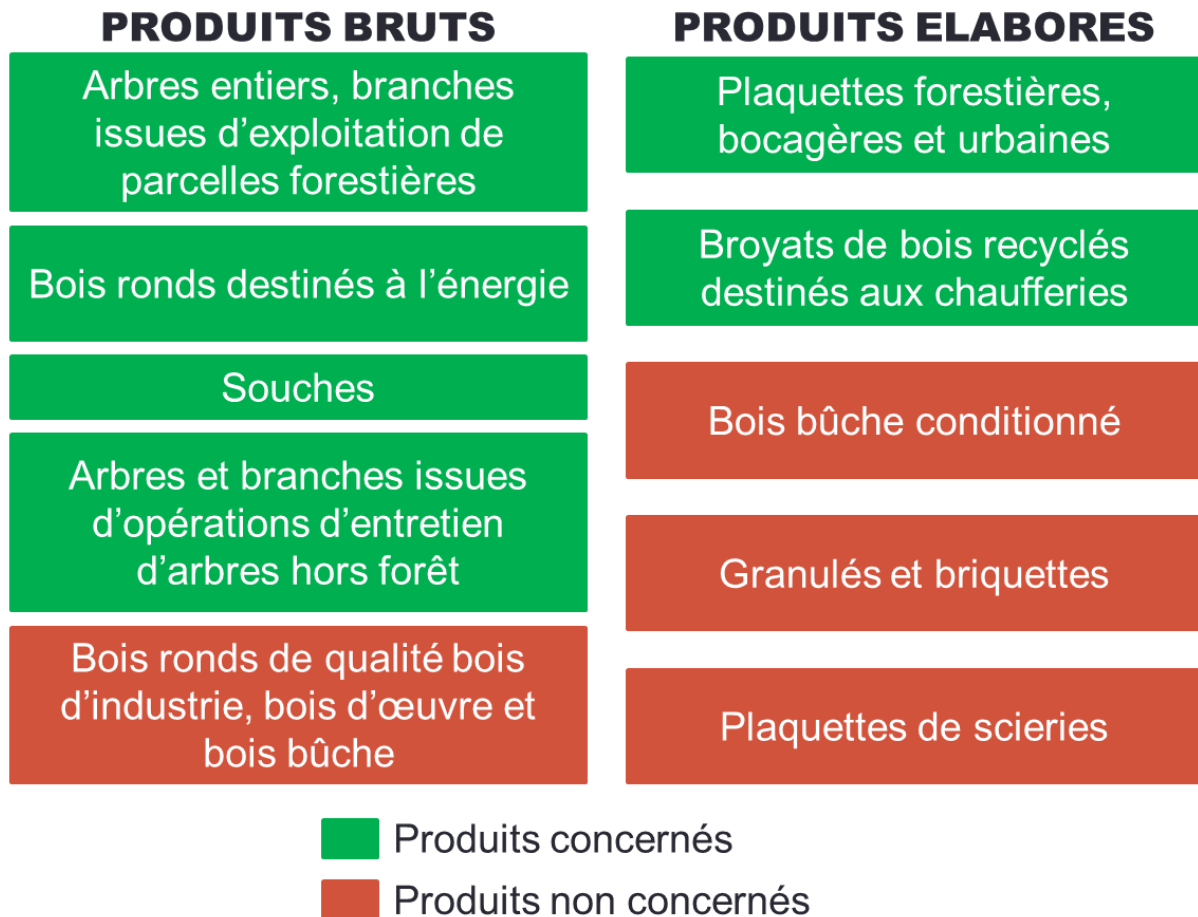 PRODUITS BRUTS
Arbres entiers, branches
issues d’exploitation de
parcelles forestières
Bois ronds destinés à l’énergie
Souches
Arbres et branches issues
d’opérations d’entretien
d’arbres hors forêt
Bois ronds de qualité bois
d’industrie, bois d’œuvre et
bois bûche
PRODUITS ELABORES
Plaquettes forestières,
bocagères et urbaines
Broyats de bois recyclés
destinés aux chaufferies
Bois bûche conditionné
Granulés et briquettes
Plaquettes de scieries
Produits concernés
Produits non concernés